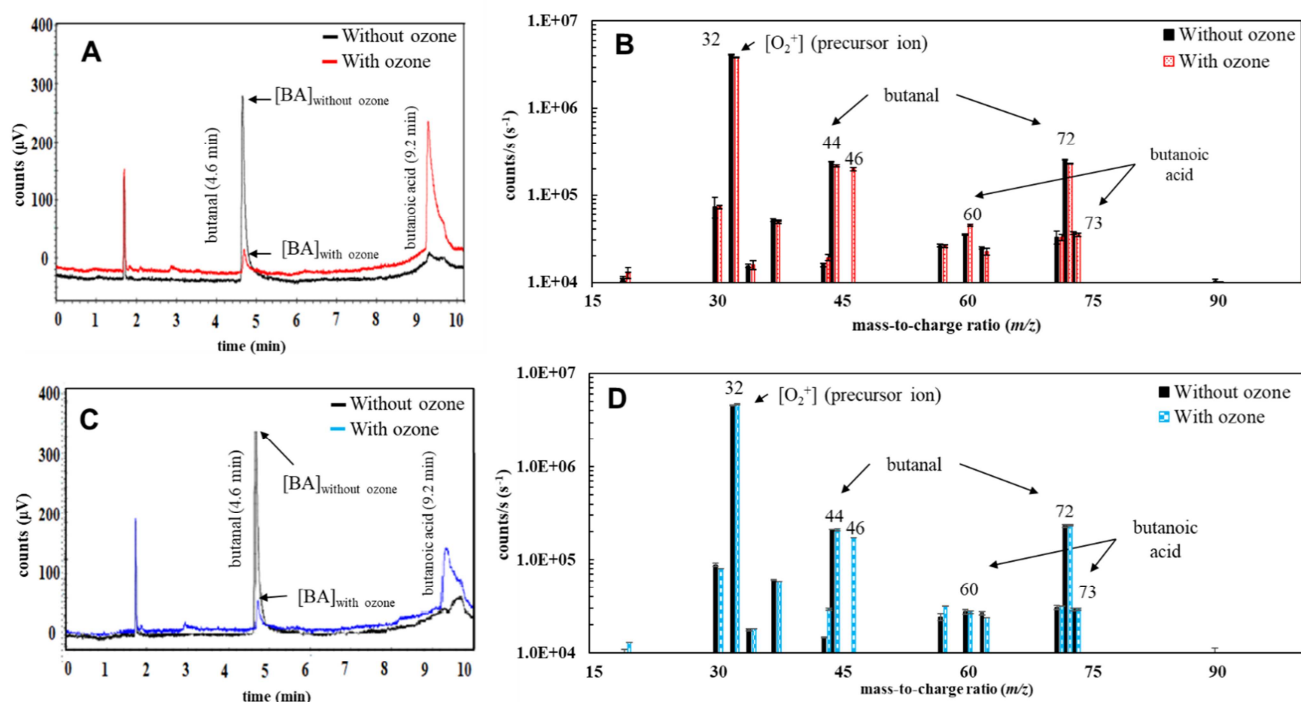 A
Without ozone
With ozone
[BA]without ozone
[BA]with ozone
butanal (4.6 min)
butanoic acid (9.2 min)
counts (µV)
400
300
200
100
0
0 1 2 3 4 5 6 7 8 9 10
time (min)
B
Without ozone
With ozone
32
[O2+] (precursor ion)
butanal
44
46
72
butanoic
acid
60
73
counts/s (s-1)
1.E+07
1.0E+06
1.0E+05
1.E+04
15 30 45 60 75 90
mass-to-charge ratio (m/z)
C
Without ozone
With ozone
[BA]without ozone
[BA]with ozone
butanal (4.6 min)
butanoic acid (9.2 min)
counts (µV)
400
300
200
100
0
0 1 2 3 4 5 6 7 8 9 10
time (min)
D
Without ozone
With ozone
32
[O2+] (precursor ion)
butanal
44
46
72
butanoic
acid
60
73
counts/s (s-1)
1.0E+07
1.0E+06
1.0E+05
1.0E+04
15 30 45 60 75 90
mass-to-charge ratio (m/z)